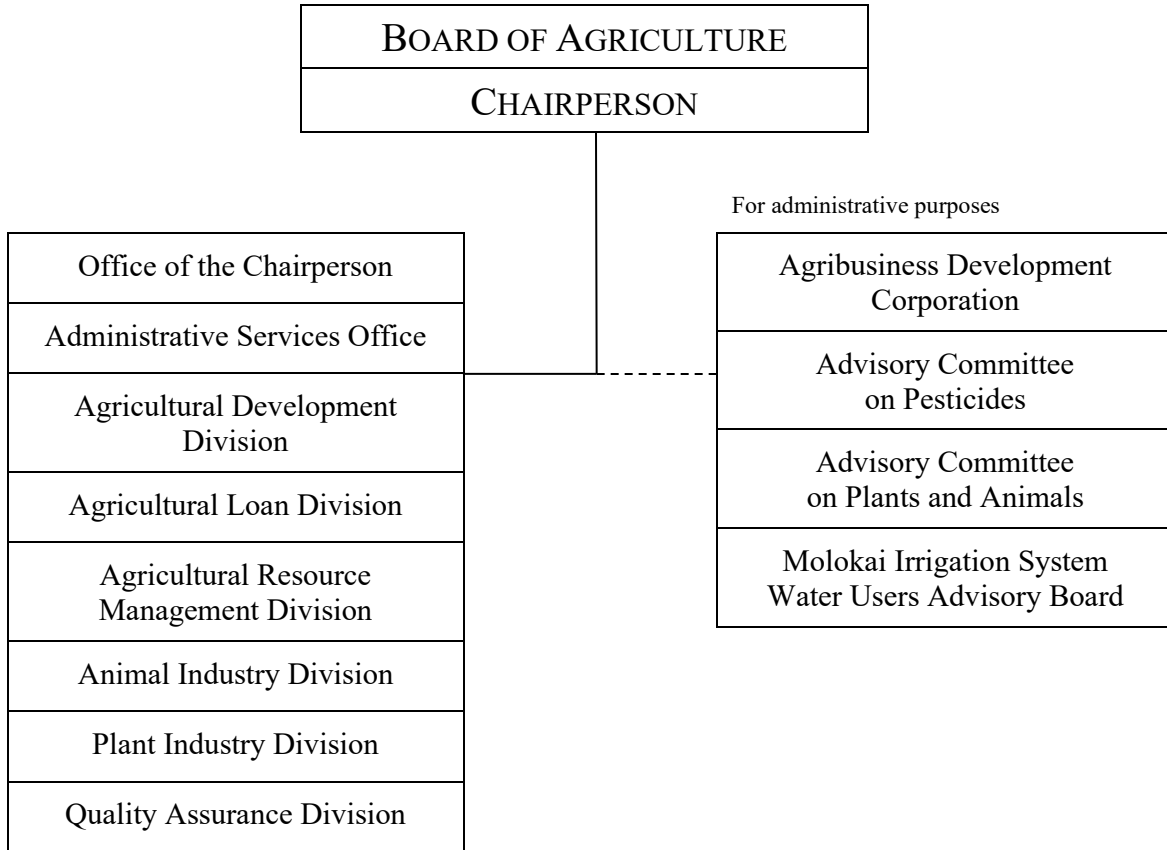 BOARD OF AGRICULTURE
CHAIRPERSON
For administrative purposes
Office of the Chairperson
Administrative Services Office
Agricultural Development
Division
Agricultural Loan Division
Agricultural Resource
Management Division
Animal Industry Division
Plant Industry Division
Quality Assurance Division
Agribusiness Development
Corporation
Advisory Committee
on Pesticides
Advisory Committee
on Plants and Animals
Molokai Irrigation System
Water Users Advisory Board